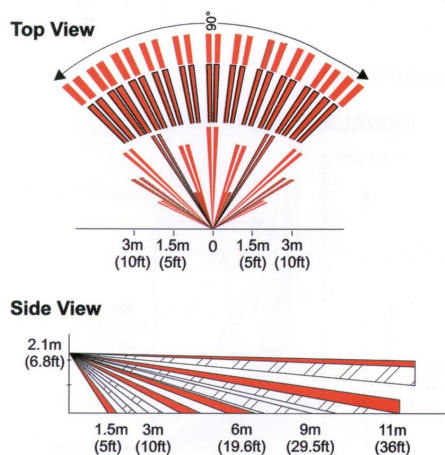 Top View
90°
3m 1.5m 0 1.5m 3m
(10ft) (5ft) (5ft) (10ft)
Side View
2.1m
(6.8ft)
1.5m 3m 6m 9m 11m
(5ft) (10ft) (19.6ft) (29.5ft) (36ft)